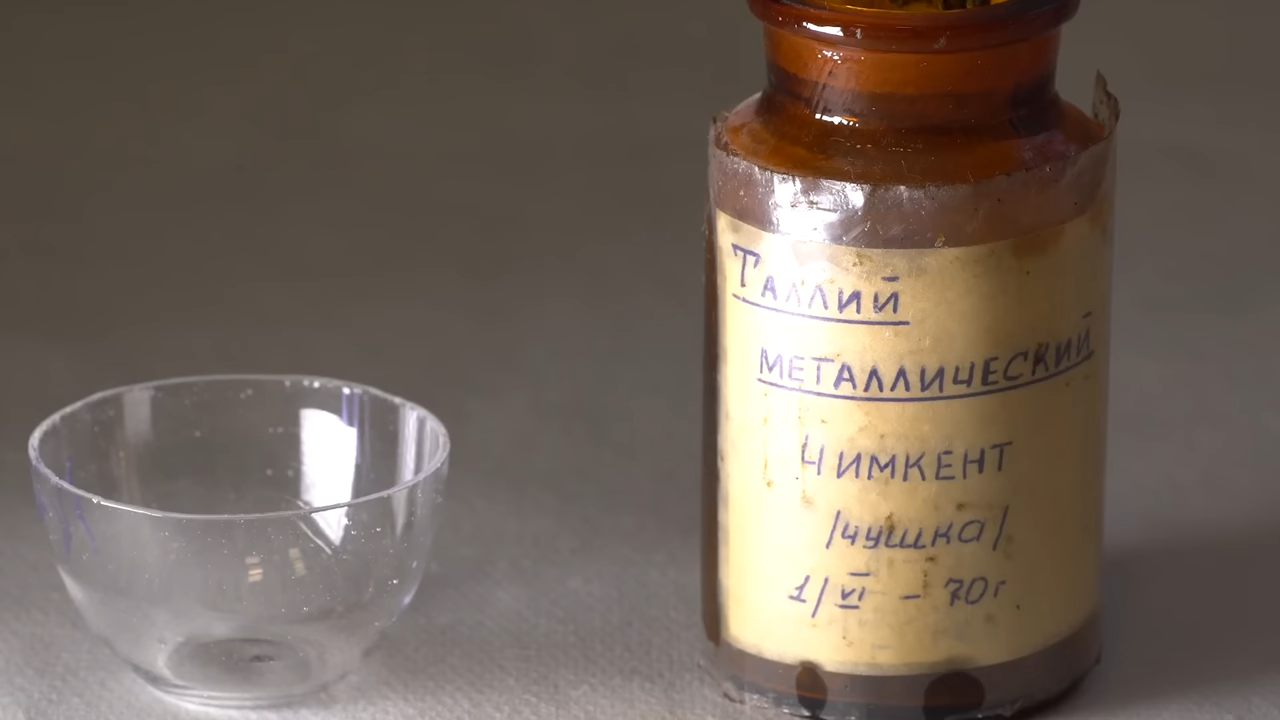 Таллий
металлический
Чимкент
/чушка/
1/VI – 70г